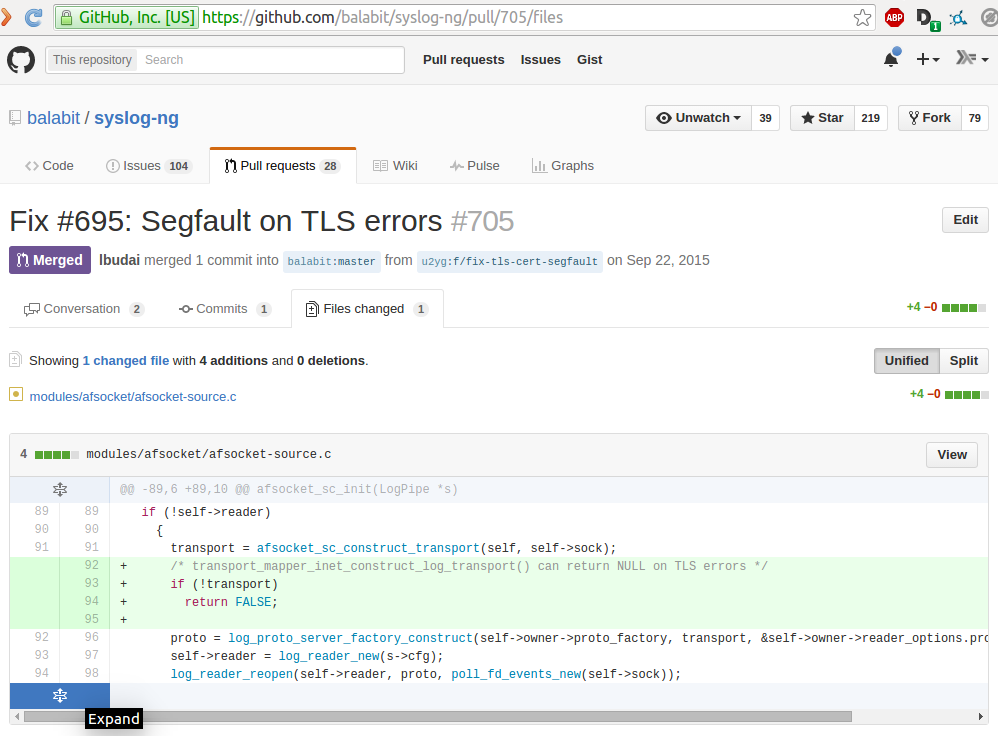 GitHub, Inc. [US] https://github.com/balabit/syslog-ng/pull/705/files ABP D 1
This repository Search Pull requests Issues Gist
balabit / syslog-ng Unwatch 39 Star 219 Fork 79
Code Issues 104 Pull requests 28 Wiki Pulse Graphs
Fix #695: Segfault on TLS errors #705 Edit
Merged lbudai merged 1 commit into balabit:master from u2yg:f/fix-tls-cert-segfault on Sep 22, 2015
Conversation 2 Commits 1 Files changed 1 +4 −0
Showing 1 changed file with 4 additions and 0 deletions. Unified Split
modules/afsocket/afsocket-source.c +4 −0
4 modules/afsocket/afsocket-source.c View
@@ -89,6 +89,10 @@ afsocket_sc_init(LogPipe *s)
89 89 if (!self->reader)
90 90 {
91 91 transport = afsocket_sc_construct_transport(self, self->sock);
92 + /* transport_mapper_inet_construct_log_transport() can return NULL on TLS errors */
93 + if (!transport)
94 + return FALSE;
95 +
92 96 proto = log_proto_server_factory_construct(self->owner->proto_factory, transport, &self->owner->reader_options.pro
93 97 self->reader = log_reader_new(s->cfg);
94 98 log_reader_reopen(self->reader, proto, poll_fd_events_new(self->sock));
Expand